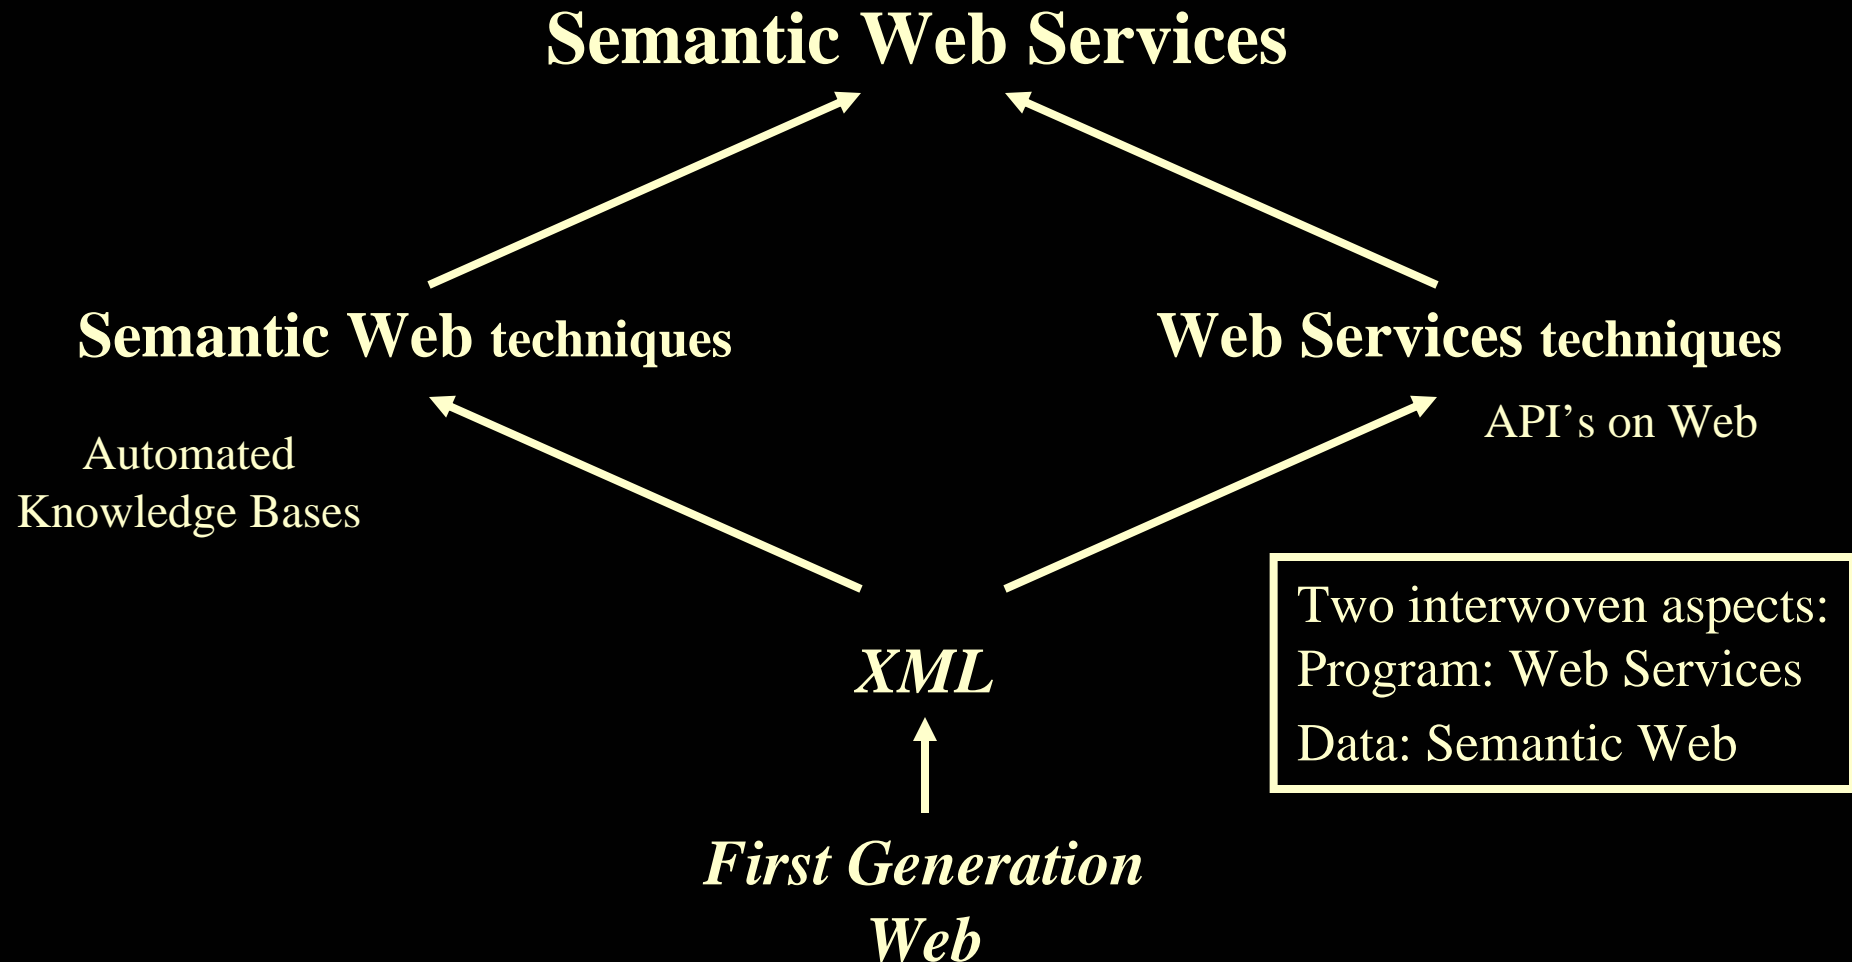 Semantic Web Services
Semantic Web techniques
Web Services techniques
API’s on Web
Automated
Knowledge Bases
Two interwoven aspects:
Program: Web Services
Data: Semantic Web
XML
First Generation
Web